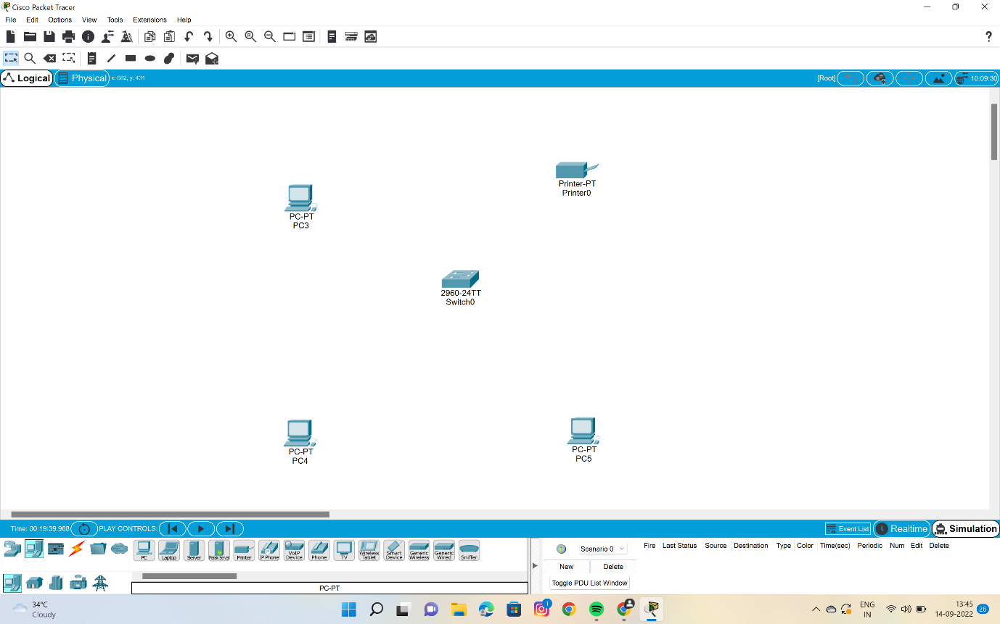 Cisco Packet Tracer
File Edit Options View Tools Extensions Help
?
Logical Physical x: 682, y: 431 [Root] 10:09:30
Printer-PT
Printer0
PC-PT
PC3
2960-24TT
Switch0
PC-PT
PC4
PC-PT
PC5
Time: 00:19:39.968 PLAY CONTROLS: Event List Realtime Simulation
Scenario 0 Fire Last Status Source Destination Type Color Time(sec) Periodic Num Edit Delete
PC Laptop Server Meraki Server Printer IP Phone VoIP Device Phone TV Wireless Tablet Smart Device Generic Wireless Generic Wired Sniffer
New Delete
Toggle PDU List Window
PC-PT
34°C
Cloudy
1
ENG
IN
13:45
14-09-2022
26